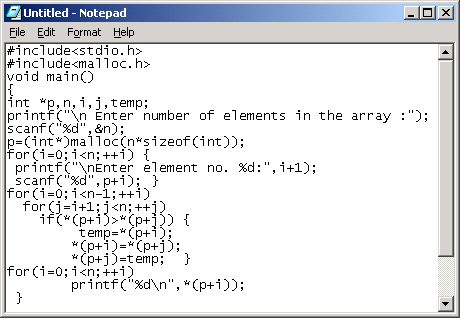 Untitled - Notepad
File Edit Format Help
#include<stdio.h>
#include<malloc.h>
void main()
{
int *p,n,i,j,temp;
printf("\n Enter number of elements in the array :");
scanf("%d",&n);
p=(int*)malloc(n*sizeof(int));
for(i=0;i<n;++i) {
 printf("\nEnter element no. %d:",i+1);
 scanf("%d",p+i); }
for(i=0;i<n-1;++i)
  for(j=i+1;j<n;++j)
    if(*(p+i)>*(p+j)) {
         temp=*(p+i);
        *(p+i)=*(p+j);
        *(p+j)=temp;  }
for(i=0;i<n;++i)
        printf("%d\n",*(p+i));
 }